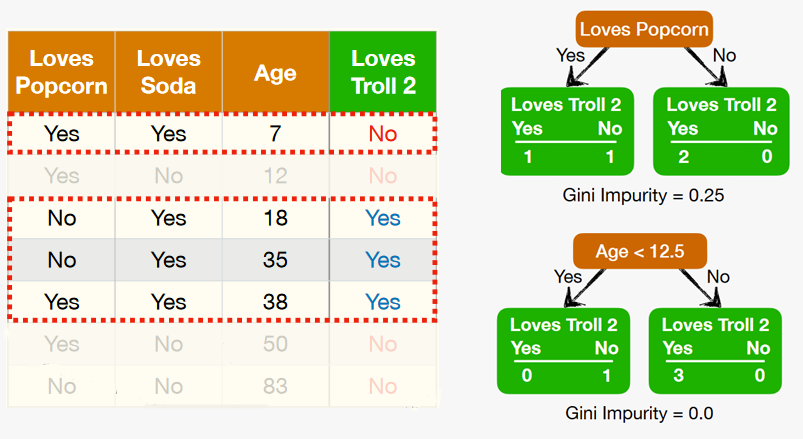 Loves Popcorn Loves Soda Age Loves Troll 2
Yes Yes 7 No
Yes No 12 No
No Yes 18 Yes
No Yes 35 Yes
Yes Yes 38 Yes
Yes No 50 No
No No 83 No
Loves Popcorn
Yes No
Loves Troll 2 Loves Troll 2
Yes No Yes No
1 1 2 0
Gini Impurity = 0.25
Age < 12.5
Yes No
Loves Troll 2 Loves Troll 2
Yes No Yes No
0 1 3 0
Gini Impurity = 0.0